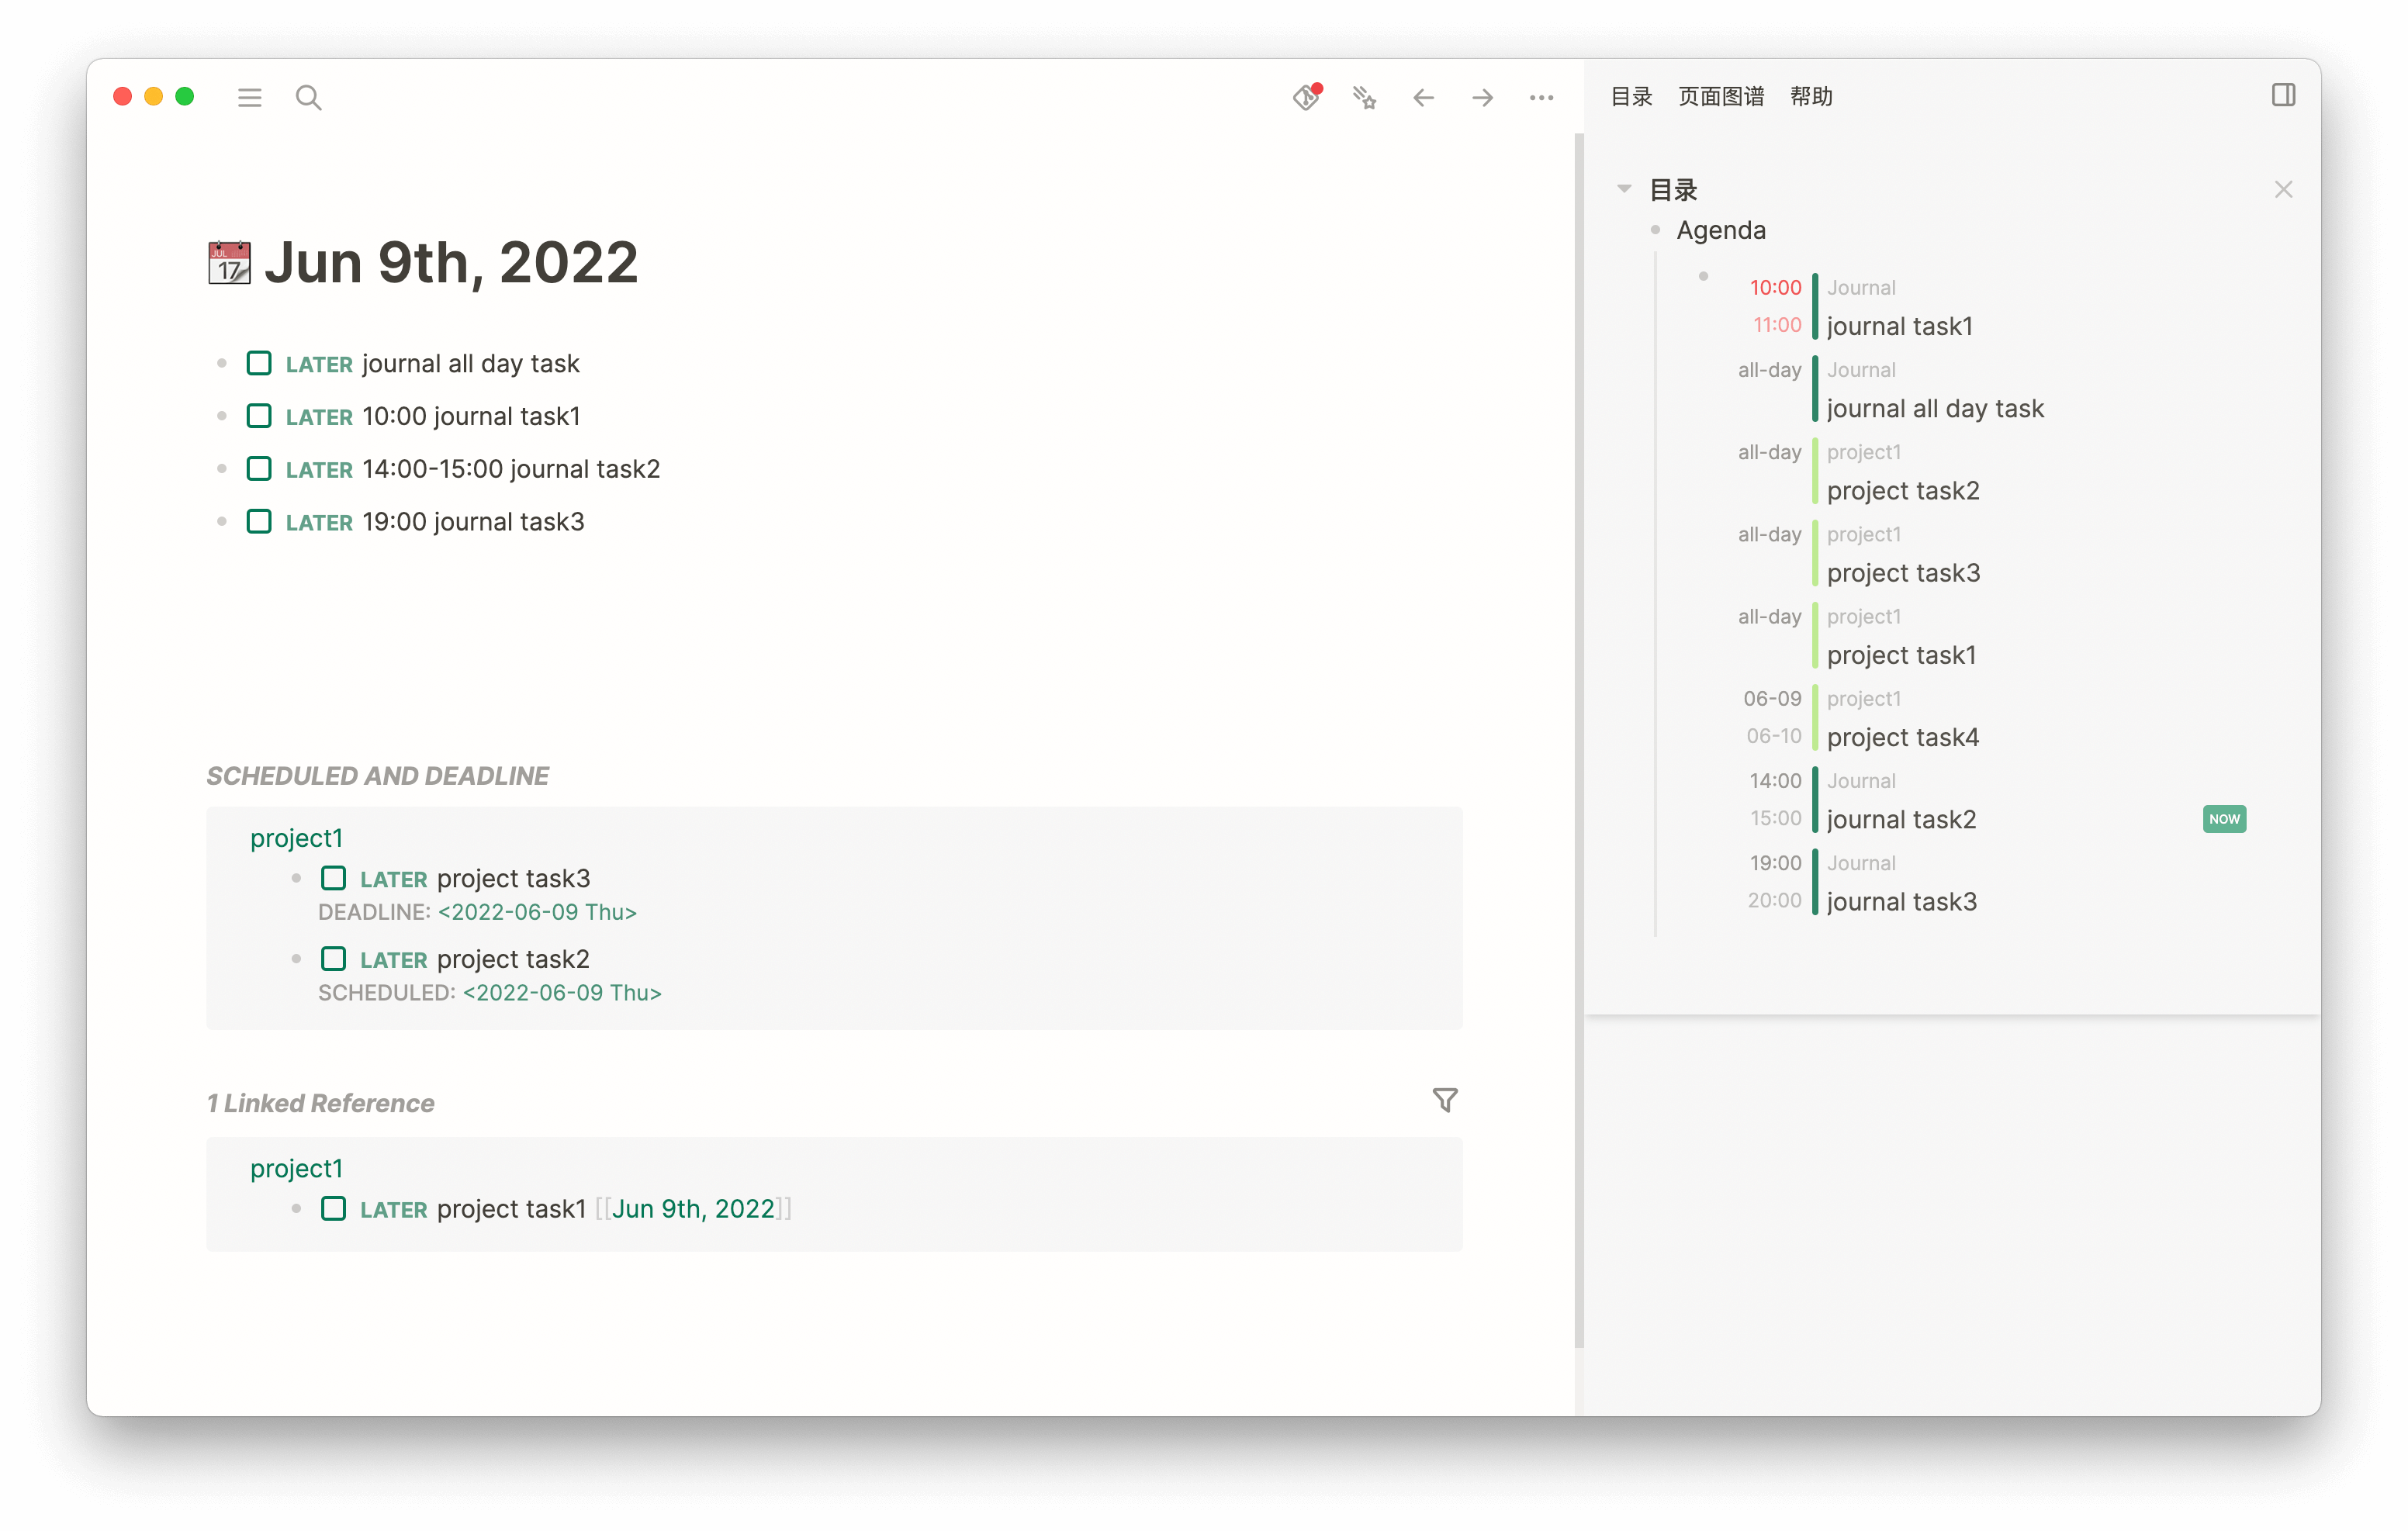 目录 页面图谱 帮助
JUL
17
Jun 9th, 2022
LATER journal all day task
LATER 10:00 journal task1
LATER 14:00-15:00 journal task2
LATER 19:00 journal task3
SCHEDULED AND DEADLINE
project1
LATER project task3
DEADLINE: <2022-06-09 Thu>
LATER project task2
SCHEDULED: <2022-06-09 Thu>
1 Linked Reference
project1
LATER project task1 [[Jun 9th, 2022]]
目录
Agenda
10:00 Journal
11:00 journal task1
all-day Journal
journal all day task
all-day project1
project task2
all-day project1
project task3
all-day project1
project task1
06-09 project1
06-10 project task4
14:00 Journal
15:00 journal task2 NOW
19:00 Journal
20:00 journal task3